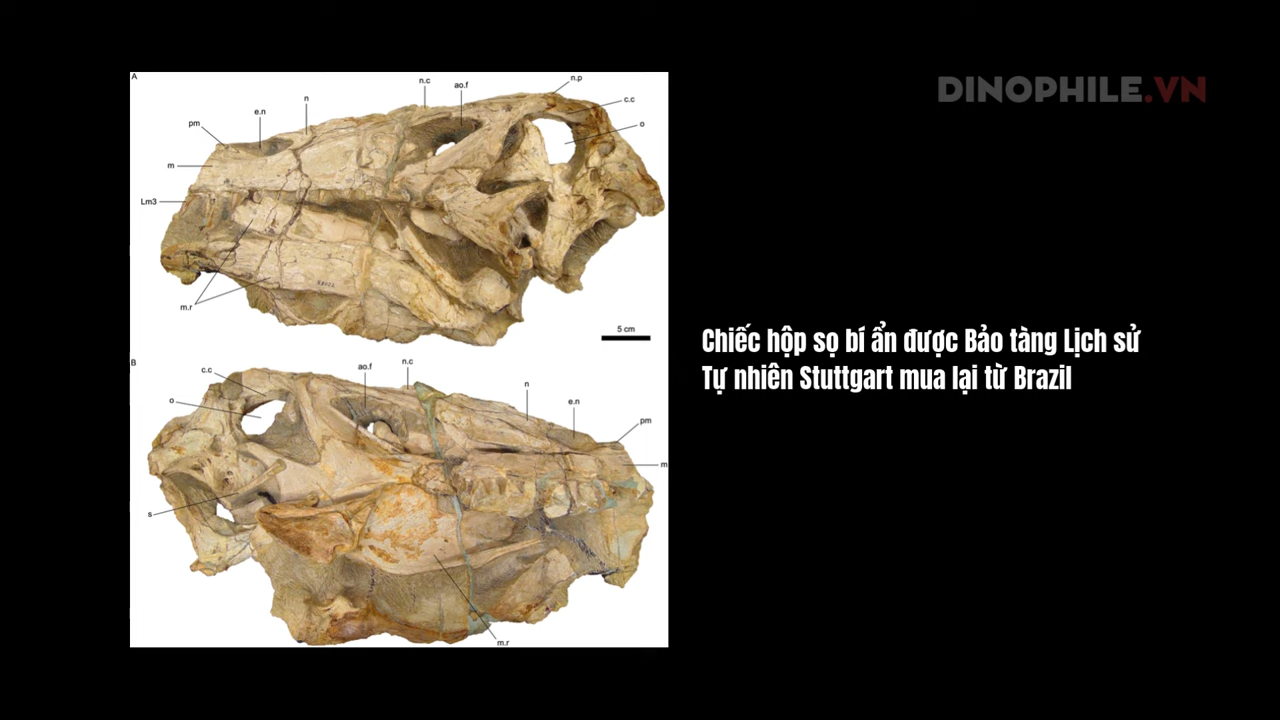 DINOPHILE.VN
A
n.c
ao.f
n.p
c.c
o
n
e.n
pm
m
Lm3
m.r
5 cm
Chiếc hộp sọ bí ẩn được Bảo tàng Lịch sử
Tự nhiên Stuttgart mua lại từ Brazil
B
c.c
ao.f
n.c
n
e.n
pm
m
o
s
m.r